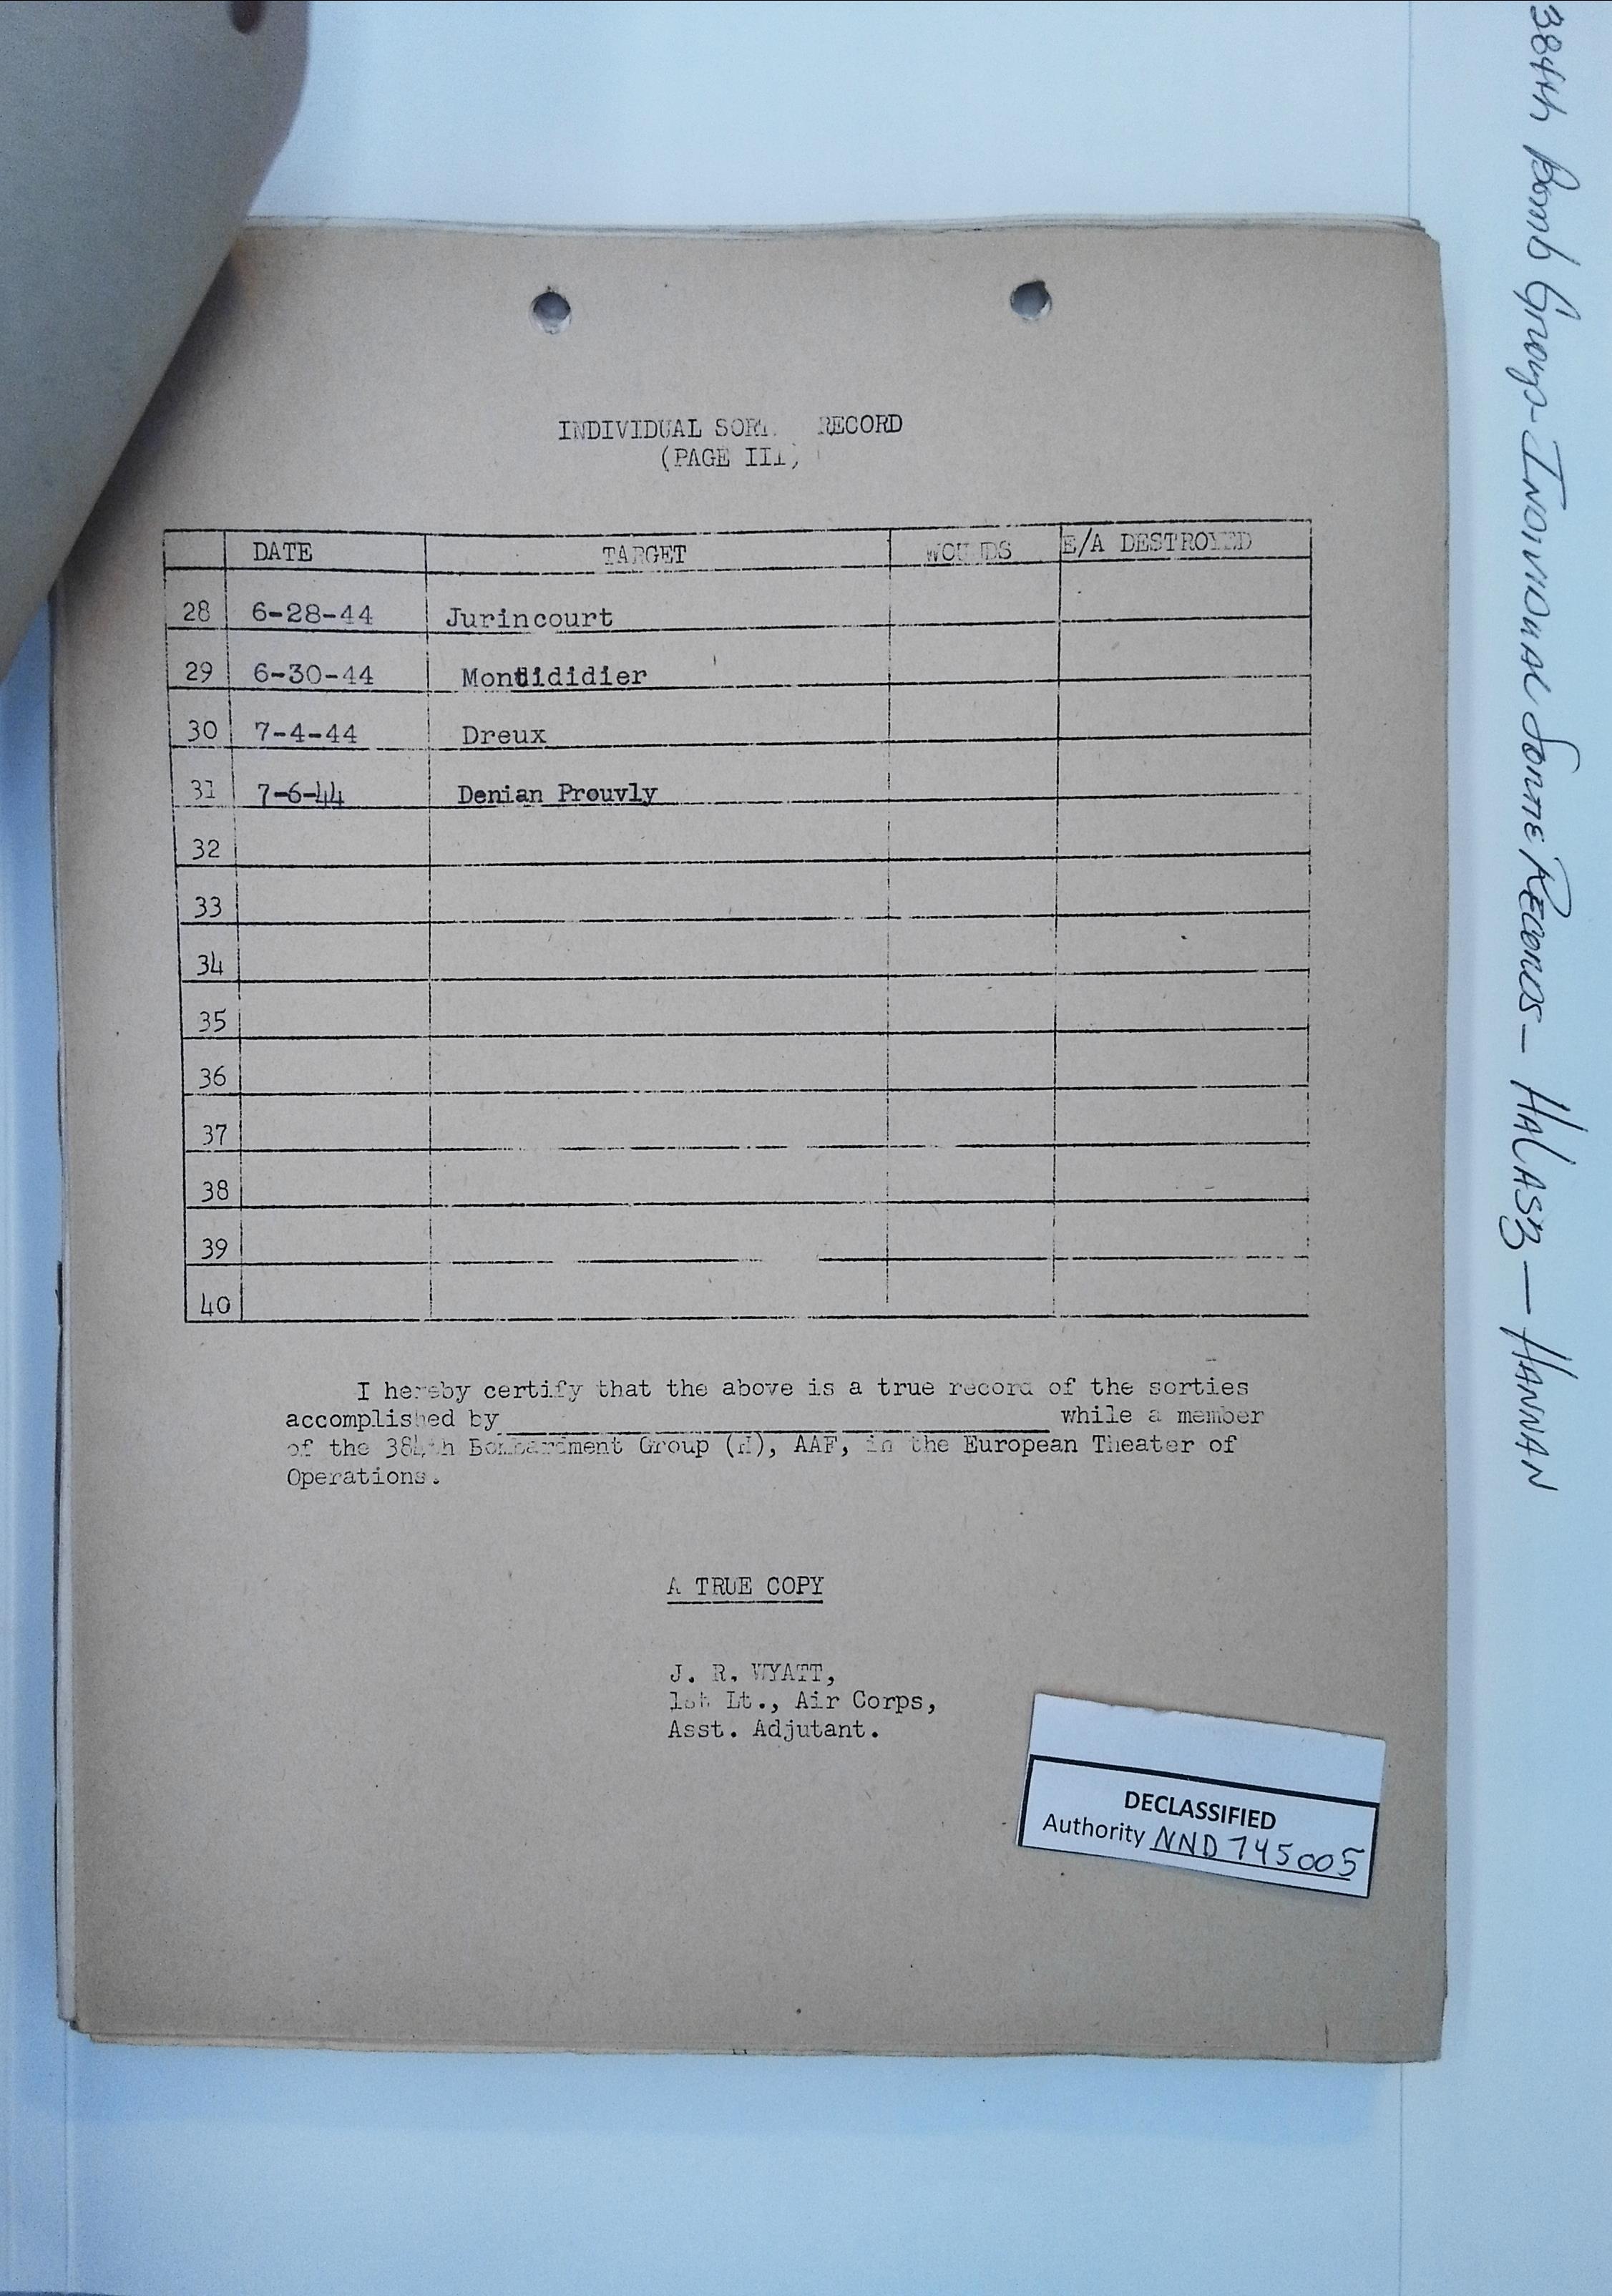 384th Bomb Group - INDIVIDUAL SORTIE RECORDS - HALASZ - HANNAN
INDIVIDUAL SORT RECORD
(PAGE III)
DATE TARGET WOUNDS E/A DESTROYED
28 6-28-44 Jurincourt
29 6-30-44 Mondididier
30 7-4-44 Dreux
31 7-6-44 Denian Prouvly
32
33
34
35
36
37
38
39
40
I hereby certify that the above is a true record of the sorties
accomplished by while a member
of the 384th Bombardment Group (H), AAF, in the European Theater of
Operations.
A TRUE COPY
J. R. WYATT,
1st Lt., Air Corps,
Asst. Adjutant.
DECLASSIFIED
Authority NND 745005